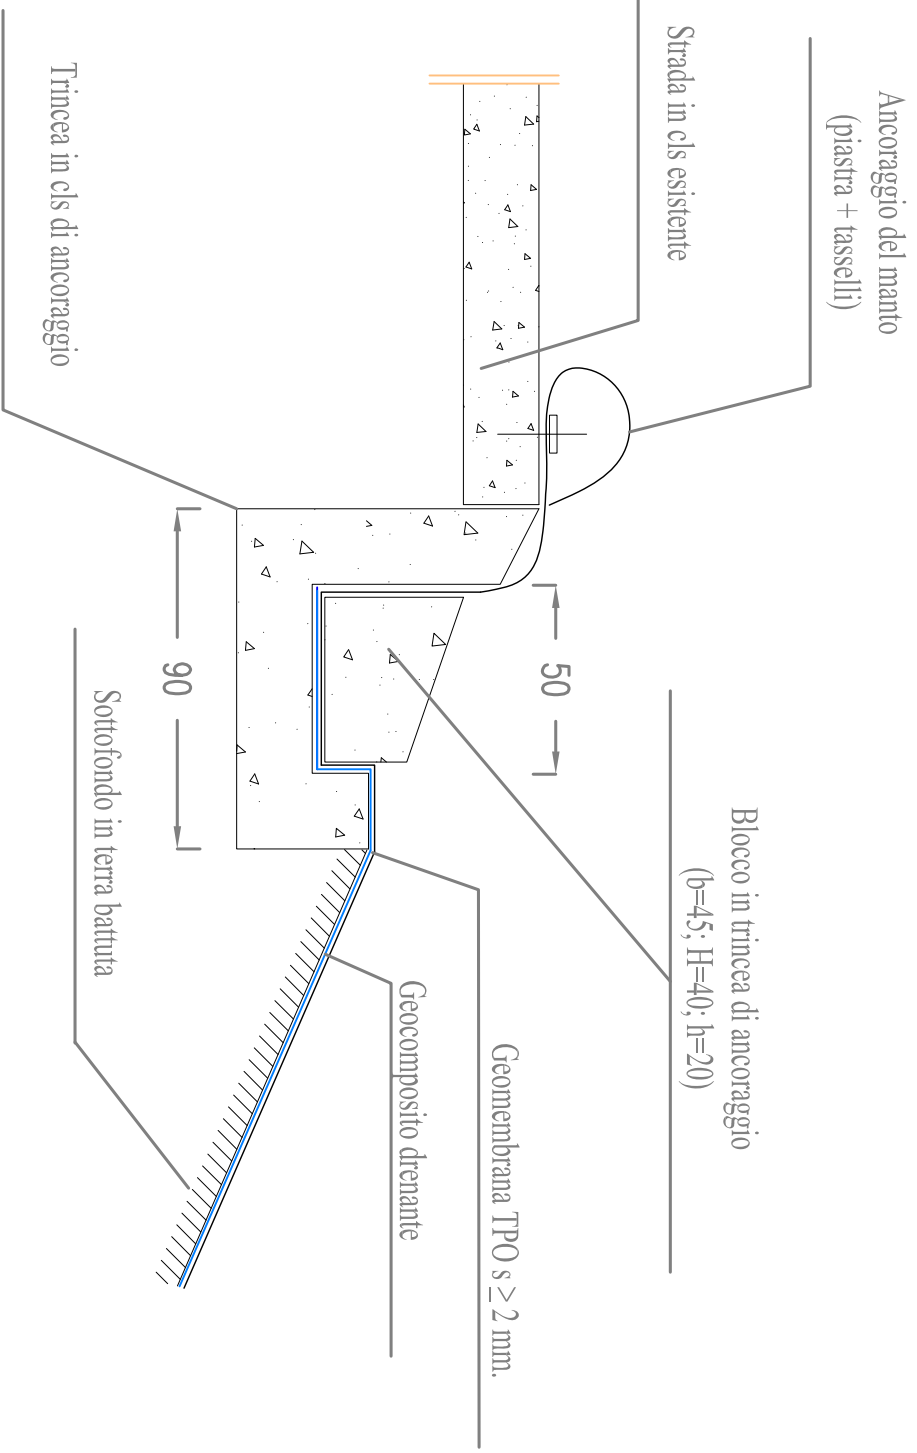 Ancoraggio del manto
(piastra + tasselli)
Strada in cls esistente
Trincea in cls di ancoraggio
50
90
Blocco in trincea di ancoraggio
(b=45; H=40; h=20)
Geomembrana TPO s ≥ 2 mm.
Geocomposito drenante
Sottofondo in terra battuta